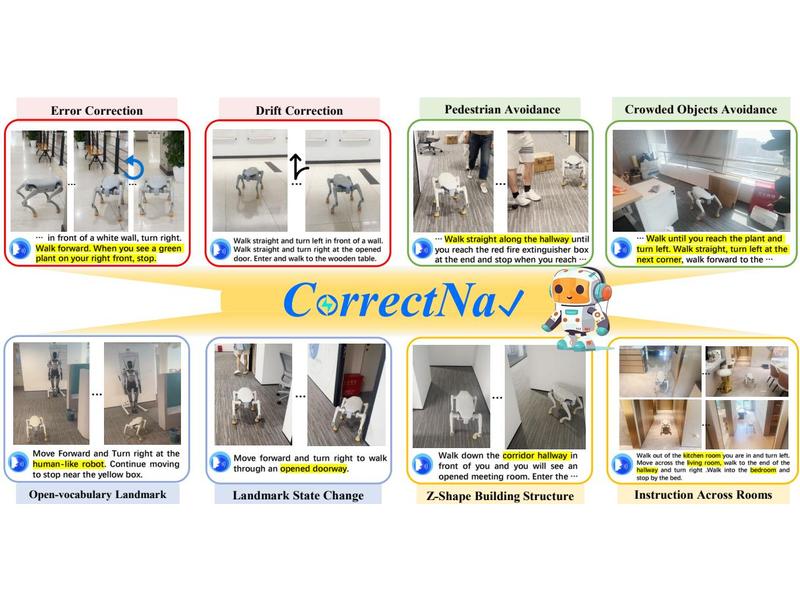 Error Correction
Drift Correction
Pedestrian Avoidance
Crowded Objects Avoidance
... in front of a white wall, turn right.
Walk forward. When you see a green
plant on your right front, stop.
Walk straight and turn left in front of a wall.
Walk straight and turn right at the opened
door. Enter and walk to the wooden table.
... Walk straight along the hallway until
you reach the red fire extinguisher box
at the end and stop when you reach ...
... Walk until you reach the plant and
turn left. Walk straight, turn left at the
next corner, walk forward to the ...
CorrectNav
Move Forward and Turn right at the
human-like robot. Continue moving
to stop near the yellow box.
Move forward and turn right to walk
through an opened doorway.
Walk down the corridor hallway in
front of you and you will see an
opened meeting room. Enter the ...
Walk out of the kitchen room you are in and turn left.
Move across the living room, walk to the end of the
hallway and turn right .Walk into the bedroom and
stop by the bed.
Open-vocabulary Landmark
Landmark State Change
Z-Shape Building Structure
Instruction Across Rooms